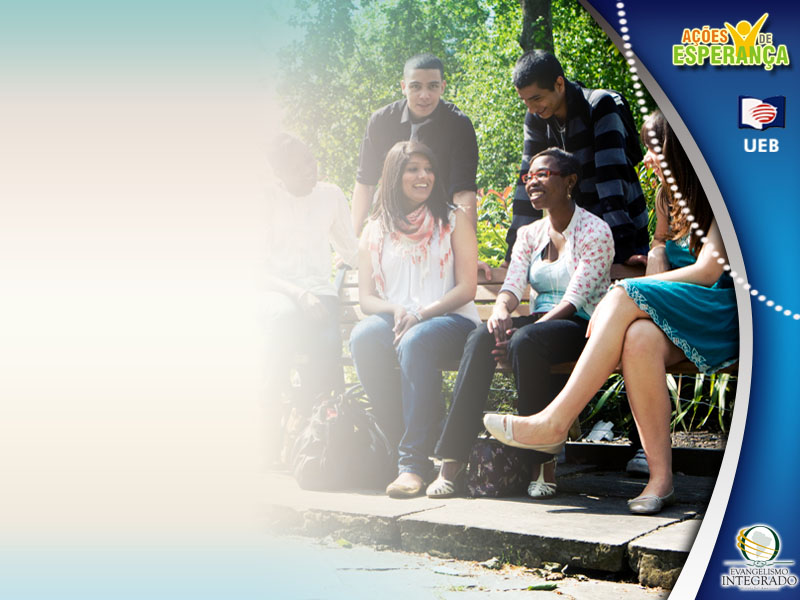 AÇÕES DE
ESPERANÇA
UEB
EVANGELISMO
INTEGRADO